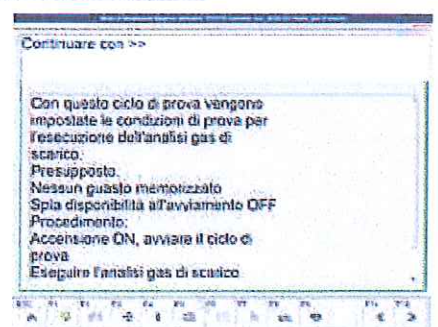 Continuare con >>
Con questo ciclo di prova vengono
impostate le condizioni di prova per
l'esecuzione dell'analisi gas di
scarico.
Presupposto:
Nessun guasto memorizzato
Spia disponibilità all'avviamento OFF
Procedimento:
Accensione ON, avviare il ciclo di
prova
Eseguire l'analisi gas di scarico